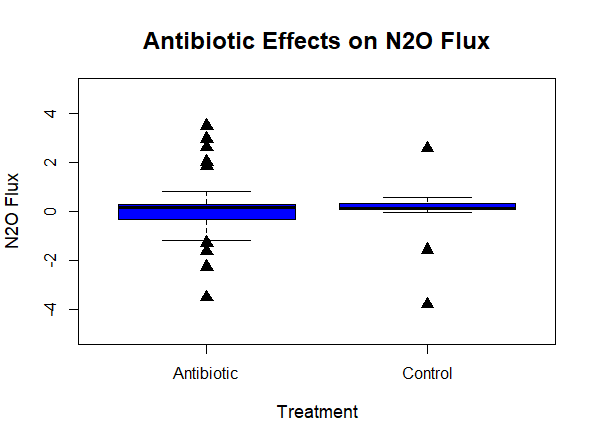 Antibiotic Effects on N2O Flux
N2O Flux
4
2
0
-2
-4
Antibiotic
Control
Treatment